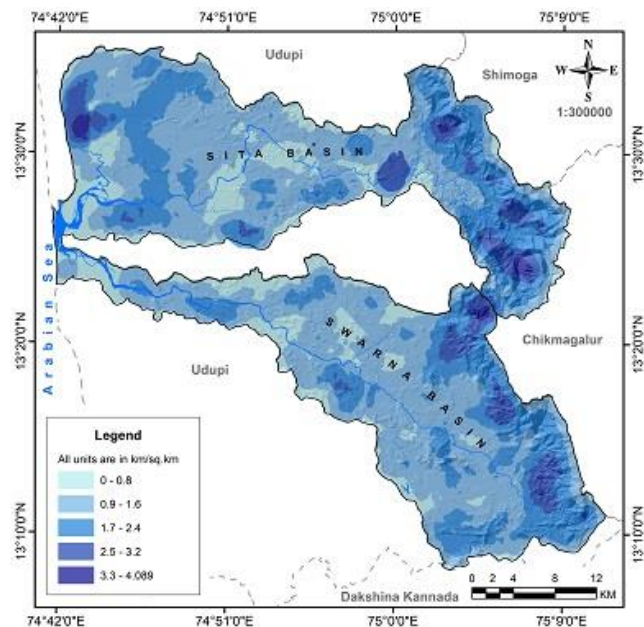 74°42'0"E 74°51'0"E 75°0'0"E 75°9'0"E
Udupi
Shimoga
N
W E
S
1:300000
13°30'0"N 13°30'0"N
SITA BASIN
Arabian Sea
13°20'0"N 13°20'0"N
SWARNA BASIN
Chikmagalur
Udupi
Legend
All units are in km/sq.km
0 - 0.8
0.9 - 1.6
1.7 - 2.4
2.5 - 3.2
3.3 - 4.089
13°10'0"N 13°10'0"N
0 2 4 8 12
KM
Dakshina Kannada
74°42'0"E 74°51'0"E 75°0'0"E 75°9'0"E